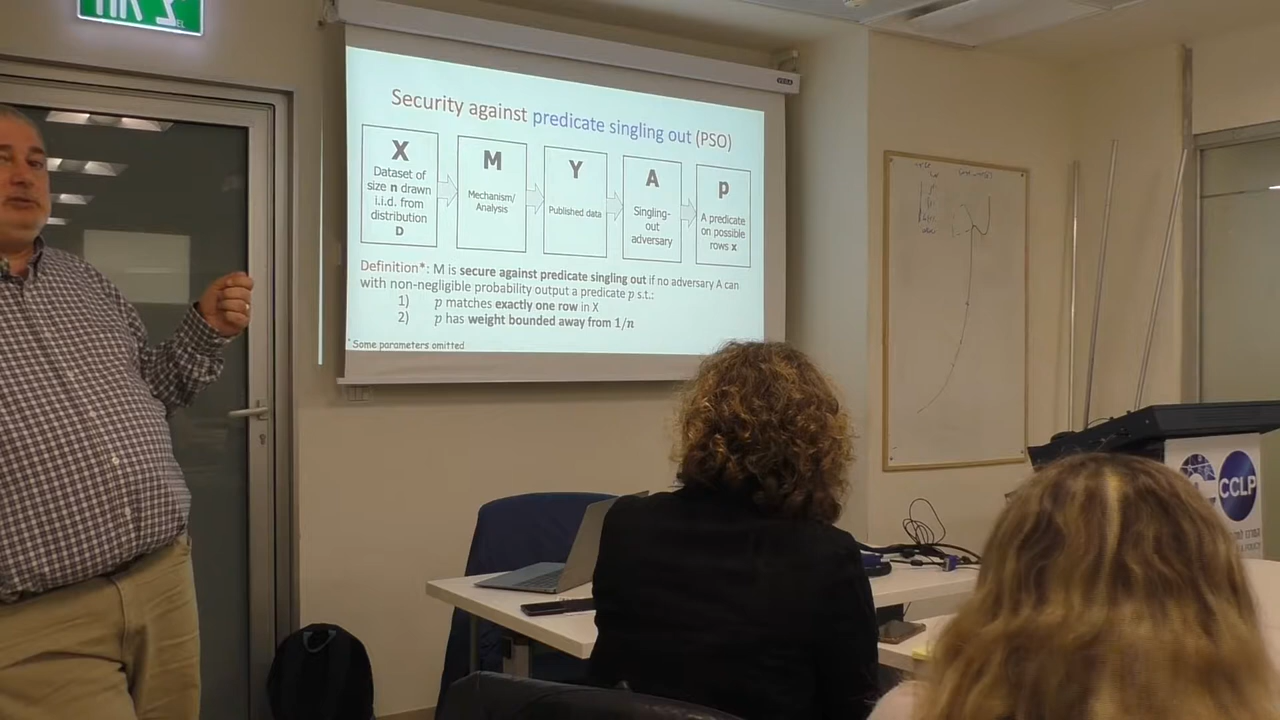 Security against predicate singling out (PSO)
X
Dataset of
size n drawn
i.i.d. from
distribution
D
M
Mechanism/
Analysis
Y
Published data
A
Singling-
out
adversary
p
A predicate
on possible
rows x
Definition*: M is secure against predicate singling out if no adversary A can
with non-negligible probability output a predicate p s.t.:
1) p matches exactly one row in X
2) p has weight bounded away from 1/n
* Some parameters omitted
CCLP